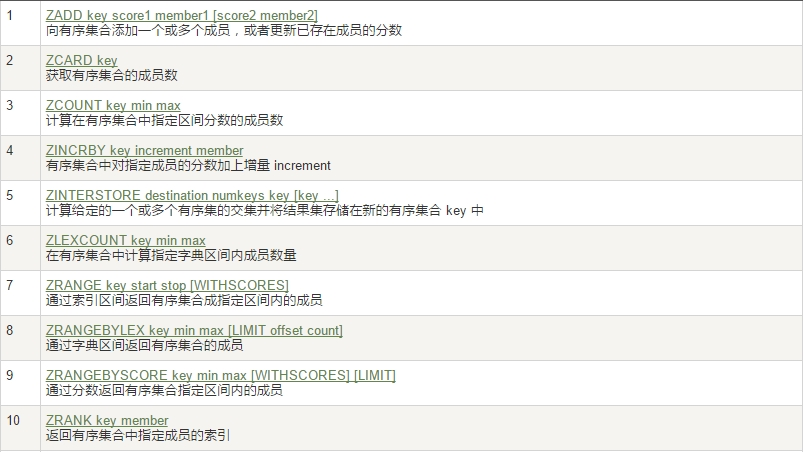 1
ZADD key score1 member1 [score2 member2]
向有序集合添加一个或多个成员，或者更新已存在成员的分数
2
ZCARD key
获取有序集合的成员数
3
ZCOUNT key min max
计算在有序集合中指定区间分数的成员数
4
ZINCRBY key increment member
有序集合中对指定成员的分数加上增量 increment
5
ZINTERSTORE destination numkeys key [key ...]
计算给定的一个或多个有序集的交集并将结果集存储在新的有序集合 key 中
6
ZLEXCOUNT key min max
在有序集合中计算指定字典区间内成员数量
7
ZRANGE key start stop [WITHSCORES]
通过索引区间返回有序集合成指定区间内的成员
8
ZRANGEBYLEX key min max [LIMIT offset count]
通过字典区间返回有序集合的成员
9
ZRANGEBYSCORE key min max [WITHSCORES] [LIMIT]
通过分数返回有序集合指定区间内的成员
10
ZRANK key member
返回有序集合中指定成员的索引